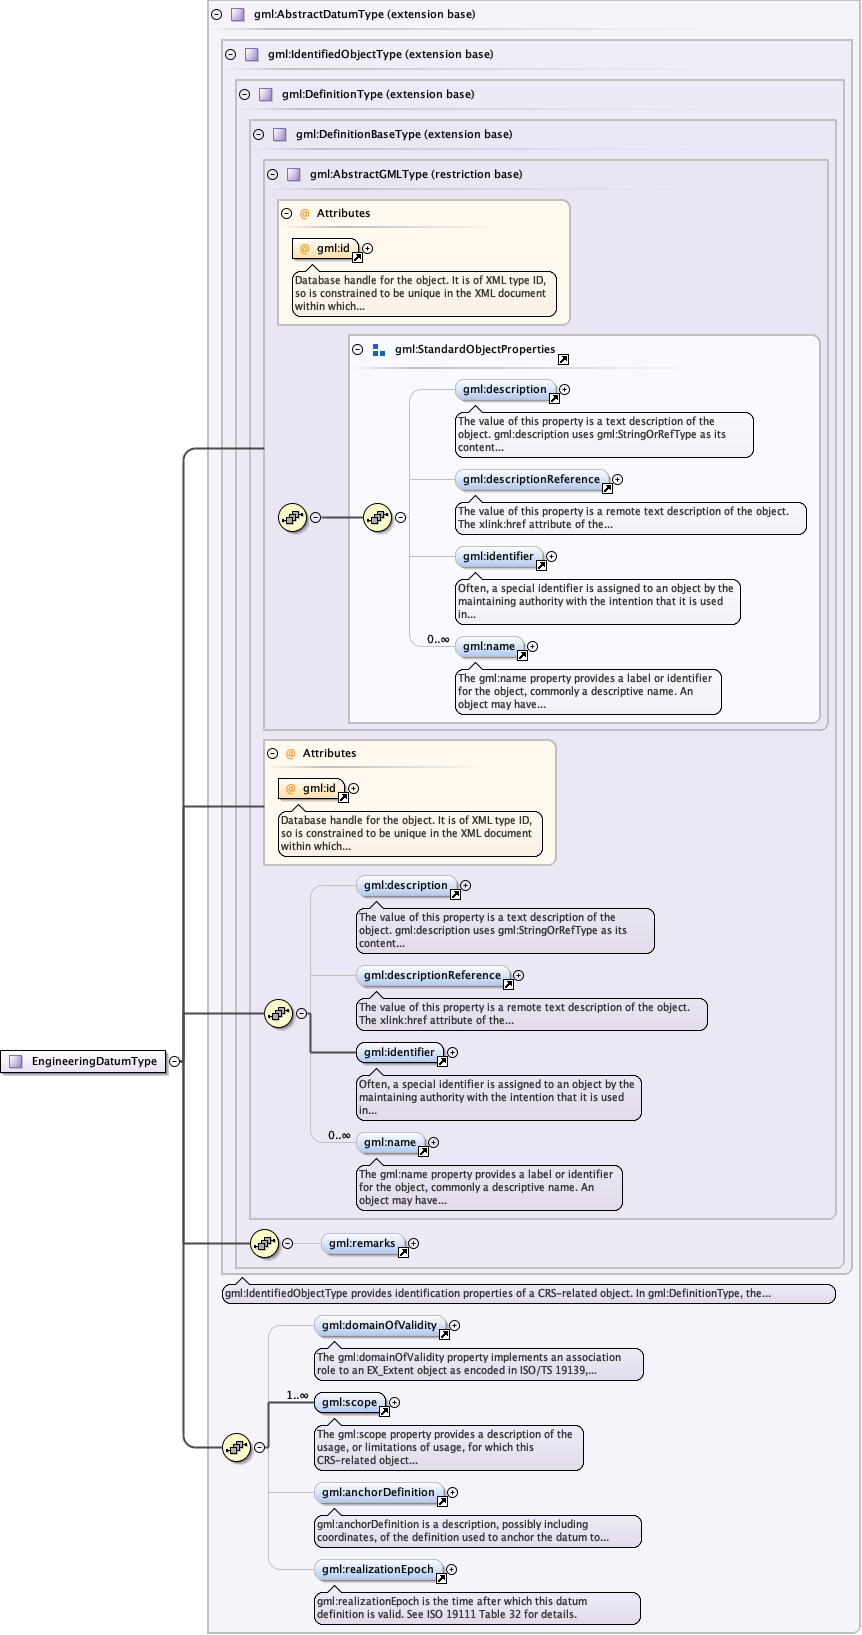 gml:AbstractDatumType (extension base)
gml:IdentifiedObjectType (extension base)
gml:DefinitionType (extension base)
gml:DefinitionBaseType (extension base)
gml:AbstractGMLType (restriction base)
@ Attributes
@ gml:id
Database handle for the object. It is of XML type ID,
so is constrained to be unique in the XML document
within which...
gml:StandardObjectProperties
gml:description
The value of this property is a text description of the
object. gml:description uses gml:StringOrRefType as its
content...
gml:descriptionReference
The value of this property is a remote text description of the object.
The xlink:href attribute of the...
gml:identifier
Often, a special identifier is assigned to an object by the
maintaining authority with the intention that it is used
in...
0..∞
gml:name
The gml:name property provides a label or identifier
for the object, commonly a descriptive name. An
object may have...
@ Attributes
@ gml:id
Database handle for the object. It is of XML type ID,
so is constrained to be unique in the XML document
within which...
gml:description
The value of this property is a text description of the
object. gml:description uses gml:StringOrRefType as its
content...
gml:descriptionReference
The value of this property is a remote text description of the object.
The xlink:href attribute of the...
gml:identifier
EngineeringDatumType
Often, a special identifier is assigned to an object by the
maintaining authority with the intention that it is used
in...
0..∞
gml:name
The gml:name property provides a label or identifier
for the object, commonly a descriptive name. An
object may have...
gml:remarks
gml:IdentifiedObjectType provides identification properties of a CRS-related object. In gml:DefinitionType, the...
gml:domainOfValidity
The gml:domainOfValidity property implements an association
role to an EX_Extent object as encoded in ISO/TS 19139,...
1..∞
gml:scope
The gml:scope property provides a description of the
usage, or limitations of usage, for which this
CRS-related object...
gml:anchorDefinition
gml:anchorDefinition is a description, possibly including
coordinates, of the definition used to anchor the datum to...
gml:realizationEpoch
gml:realizationEpoch is the time after which this datum
definition is valid. See ISO 19111 Table 32 for details.